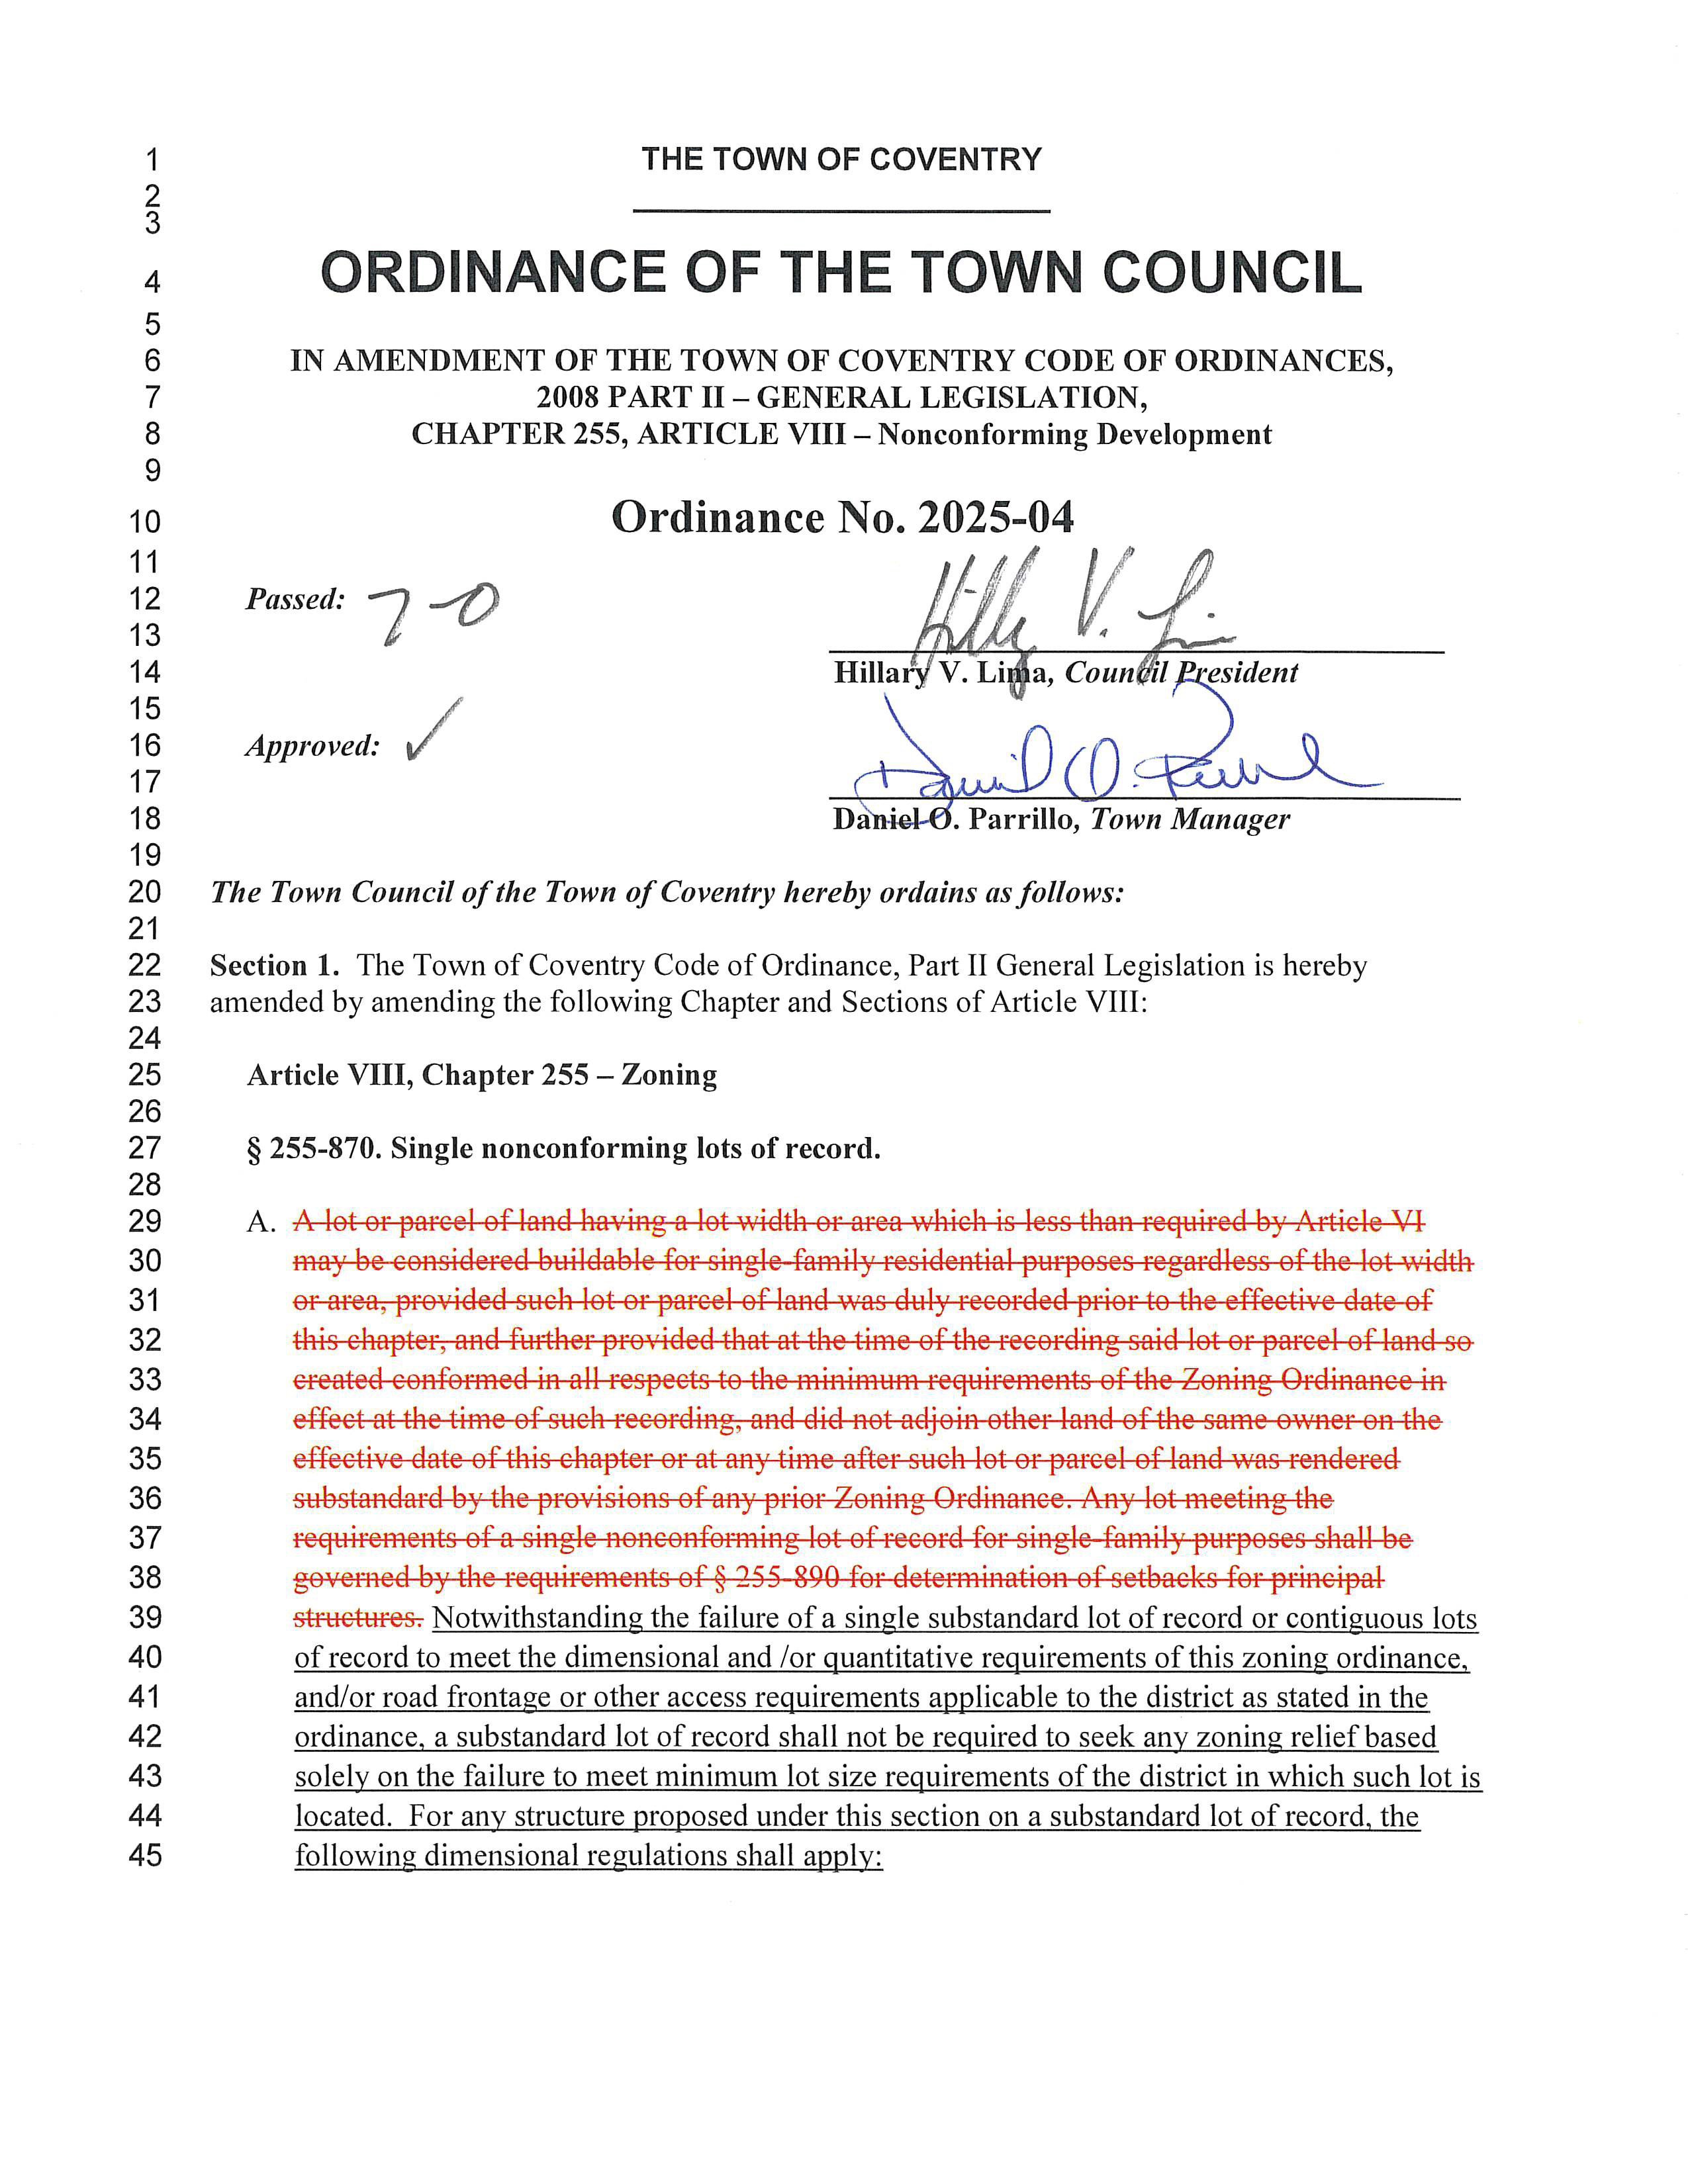 1 THE TOWN OF COVENTRY
2
3
4 ORDINANCE OF THE TOWN COUNCIL
5
6 IN AMENDMENT OF THE TOWN OF COVENTRY CODE OF ORDINANCES,
7 2008 PART II – GENERAL LEGISLATION,
8 CHAPTER 255, ARTICLE VIII – Nonconforming Development
9
10 Ordinance No. 2025-04
11
12 Passed: 7-0
13 Hilly V. Li
14 Hillary V. Lima, Council President
15
16 Approved: ✓
17 Daniel O. Parrillo
18 Daniel O. Parrillo, Town Manager
19
20 The Town Council of the Town of Coventry hereby ordains as follows:
21
22 Section 1. The Town of Coventry Code of Ordinance, Part II General Legislation is hereby
23 amended by amending the following Chapter and Sections of Article VIII:
24
25 Article VIII, Chapter 255 – Zoning
26
27 § 255-870. Single nonconforming lots of record.
28
29 A. A lot or parcel of land having a lot width or area which is less than required by Article VI
30 may be considered buildable for single-family residential purposes regardless of the lot width
31 or area, provided such lot or parcel of land was duly recorded prior to the effective date of
32 this chapter, and further provided that at the time of the recording said lot or parcel of land so
33 created conformed in all respects to the minimum requirements of the Zoning Ordinance in
34 effect at the time of such recording, and did not adjoin other land of the same owner on the
35 effective date of this chapter or at any time after such lot or parcel of land was rendered
36 substandard by the provisions of any prior Zoning Ordinance. Any lot meeting the
37 requirements of a single nonconforming lot of record for single-family purposes shall be
38 governed by the requirements of § 255-890 for determination of setbacks for principal
39 structures. Notwithstanding the failure of a single substandard lot of record or contiguous lots
40 of record to meet the dimensional and /or quantitative requirements of this zoning ordinance,
41 and/or road frontage or other access requirements applicable to the district as stated in the
42 ordinance, a substandard lot of record shall not be required to seek any zoning relief based
43 solely on the failure to meet minimum lot size requirements of the district in which such lot is
44 located. For any structure proposed under this section on a substandard lot of record, the
45 following dimensional regulations shall apply: